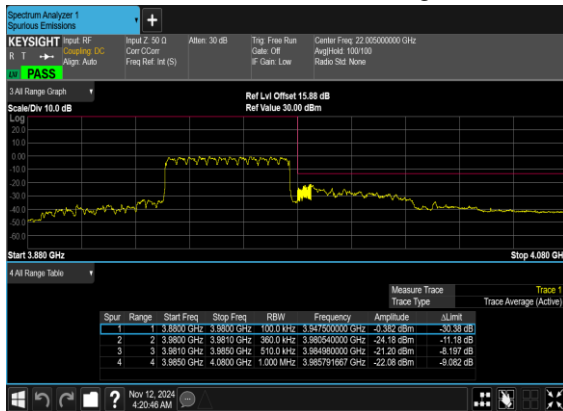 Spectrum Analyzer 1
Spurious Emissions
KEYSIGHT
R T
PASS
Input: RF
Coupling: DC
Align: Auto
Input Z: 50 Ω
Corr CCorr
Freq Ref: Int (S)
Atten: 30 dB
Trig: Free Run
Gate: Off
IF Gain: Low
Center Freq: 22.005000000 GHz
Avg|Hold: 100/100
Radio Std: None
3 All Range Graph
Scale/Div 10.0 dB
Ref Lvl Offset 15.88 dB
Ref Value 30.00 dBm
Log
20.0
10.0
0.00
-10.0
-20.0
-30.0
-40.0
-50.0
-60.0
Start 3.880 GHz
Stop 4.080 GH
4 All Range Table
Measure Trace Trace 1
Trace Type Trace Average (Active)
Spur Range Start Freq Stop Freq RBW Frequency Amplitude ΔLimit
1 1 3.8800 GHz 3.9800 GHz 100.0 kHz 3.947500000 GHz -0.382 dBm -30.38 dB
2 2 3.9800 GHz 3.9810 GHz 360.0 kHz 3.980540000 GHz -24.18 dBm -11.18 dB
3 3 3.9810 GHz 3.9850 GHz 510.0 kHz 3.984980000 GHz -21.20 dBm -8.197 dB
4 4 3.9850 GHz 4.0800 GHz 1.000 MHz 3.985791667 GHz -22.08 dBm -9.082 dB
Nov 12, 2024
4:20:46 AM